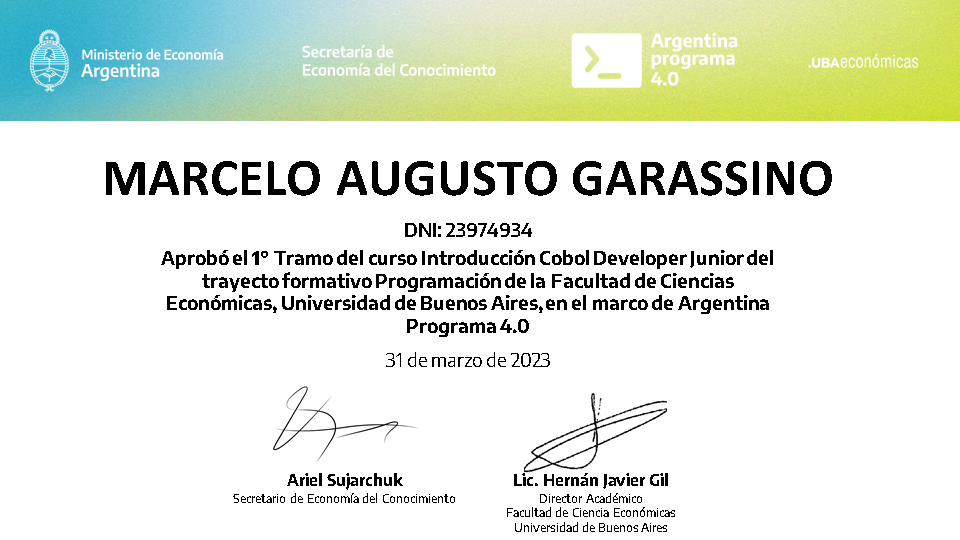 Ministerio de Economía
Argentina
Secretaría de
Economía del Conocimiento
Argentina
programa
4.0
.UBAeconómicas
MARCELO AUGUSTO GARASSINO
DNI: 23974934
Aprobó el 1° Tramo del curso Introducción Cobol Developer Junior del
trayecto formativo Programación de la Facultad de Ciencias
Económicas, Universidad de Buenos Aires, en el marco de Argentina
Programa 4.0
31 de marzo de 2023
Ariel Sujarchuk
Secretario de Economía del Conocimiento
Lic. Hernán Javier Gil
Director Académico
Facultad de Ciencia Económicas
Universidad de Buenos Aires